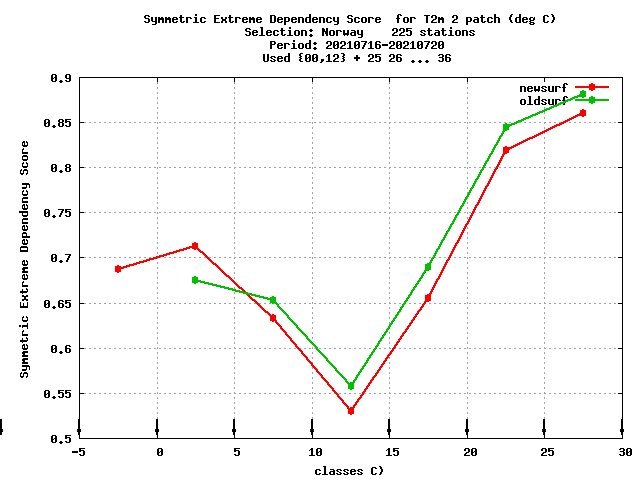 Symmetric Extreme Dependency Score  for T2m 2 patch (deg C)
Selection: Norway    225 stations
Period: 20210716-20210720
Used {00,12} + 25 26 ... 36
newsurf
oldsurf
0.9
0.85
0.8
0.75
0.7
0.65
0.6
0.55
0.5
Symmetric Extreme Dependency Score
-5 0 5 10 15 20 25 30
classes C)